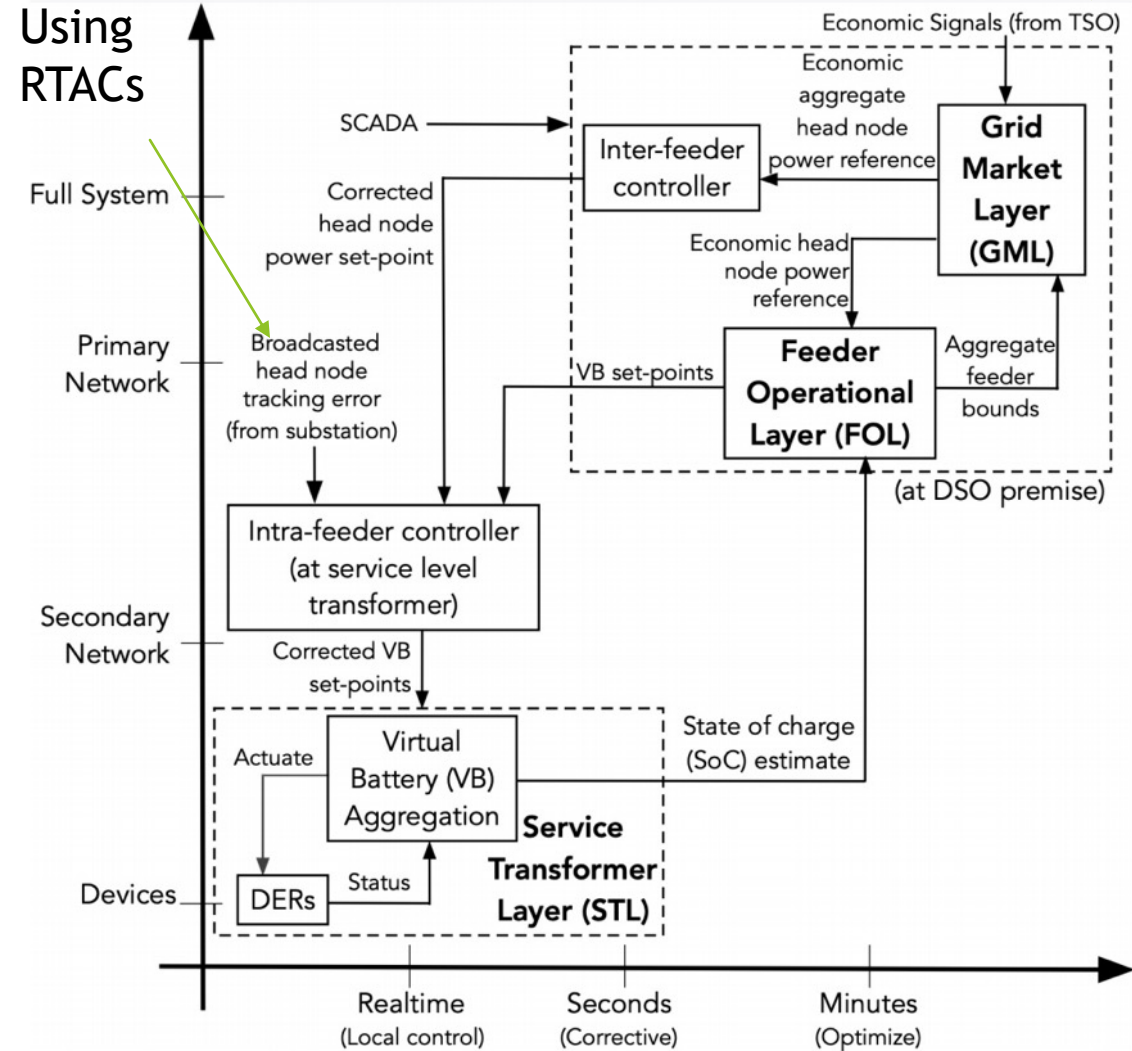 Using
RTACs
Economic Signals (from TSO)
SCADA
Economic
aggregate
head node
power reference
Inter-feeder
controller
Grid
Market
Layer
(GML)
Full System
Corrected
head node
power set-point
Economic head
node power
reference
Primary
Network
Broadcasted
head node
tracking error
(from substation)
VB set-points
Feeder
Operational
Layer (FOL)
Aggregate
feeder
bounds
(at DSO premise)
Intra-feeder controller
(at service level
transformer)
Secondary
Network
Corrected VB
set-points
Actuate
Virtual
Battery (VB)
Aggregation
State of charge
(SoC) estimate
Service
Transformer
Layer (STL)
Devices
DERs
Status
Realtime
(Local control)
Seconds
(Corrective)
Minutes
(Optimize)